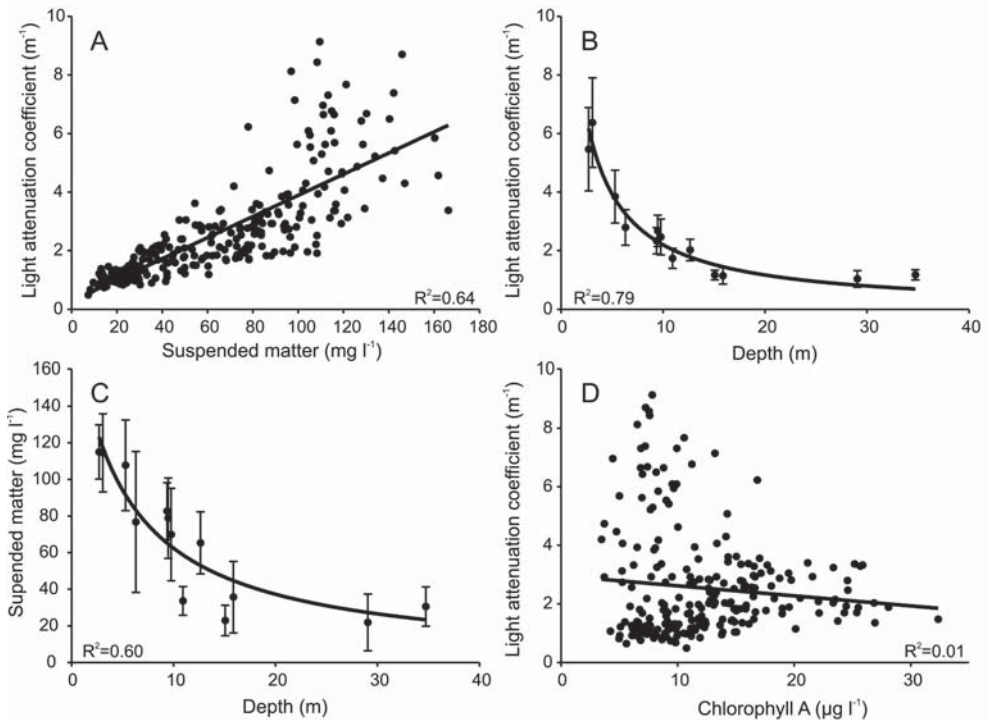 A
Light attenuation coefficient (m⁻¹)
10
8
6
4
2
0
0 20 40 60 80 100 120 140 160 180
Suspended matter (mg l⁻¹)
R²=0.64
B
Light attenuation coefficient (m⁻¹)
10
8
6
4
2
0
0 10 20 30 40
Depth (m)
R²=0.79
C
Suspended matter (mg l⁻¹)
160
140
120
100
80
60
40
20
0
0 10 20 30 40
Depth (m)
R²=0.60
D
Light attenuation coefficient (m⁻¹)
10
8
6
4
2
0
0 10 20 30
Chlorophyll A (µg l⁻¹)
R²=0.01